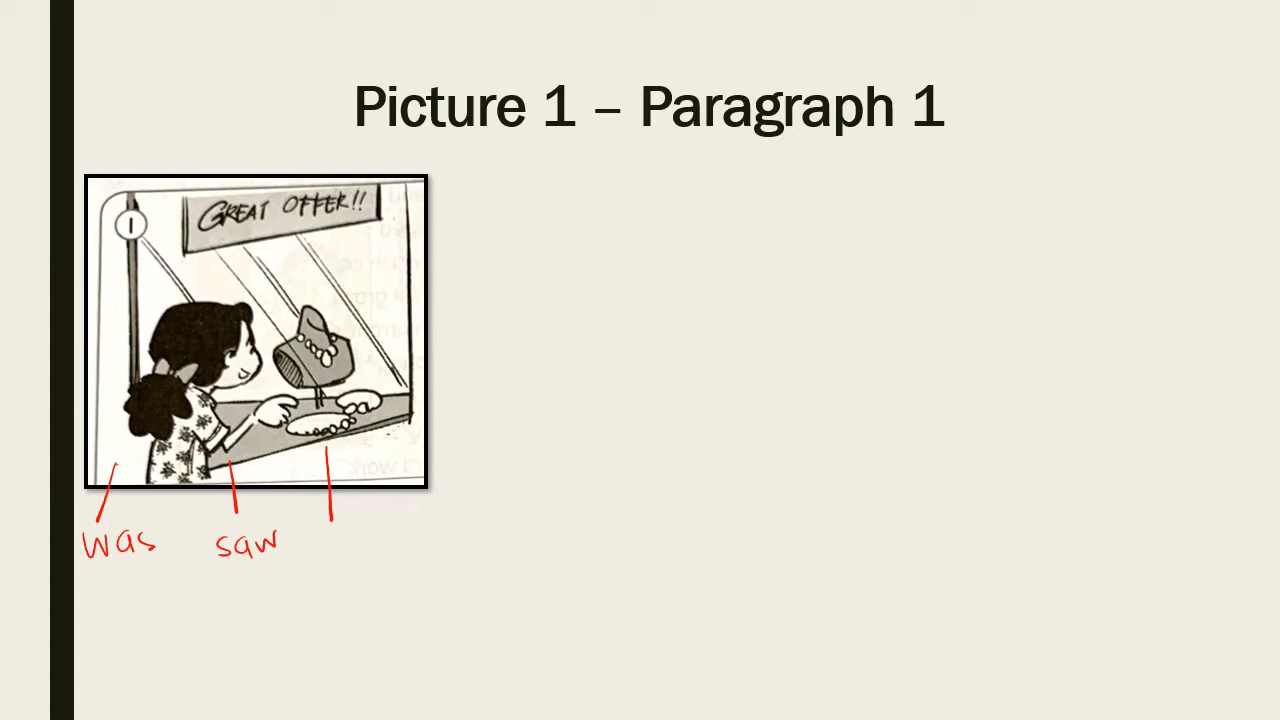 Picture 1 – Paragraph 1
GREAT OFFER!!
1
was saw